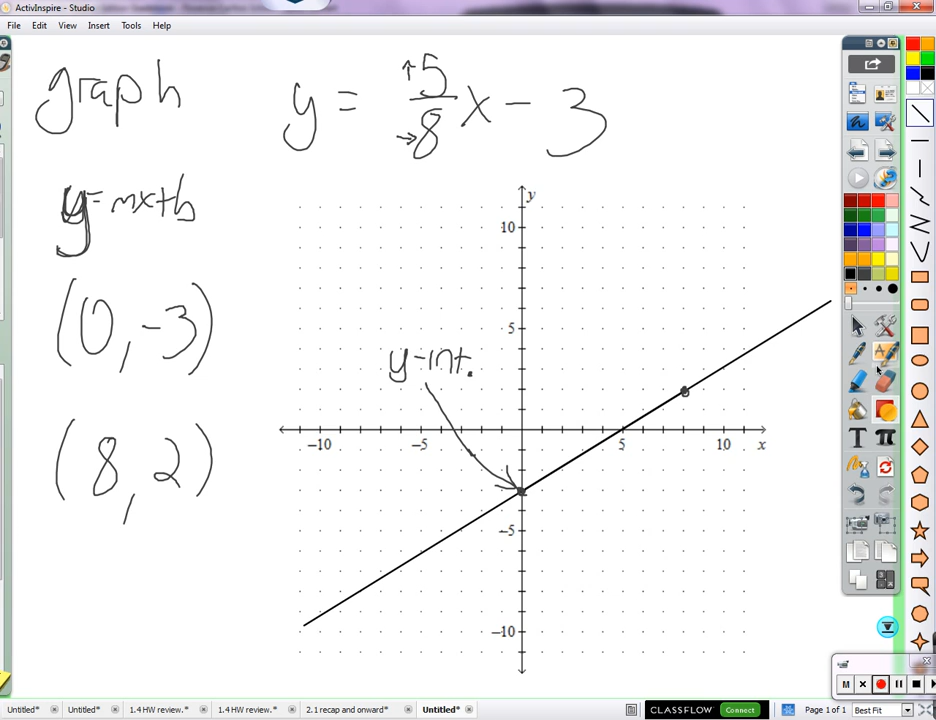 ActivInspire - Studio
File Edit View Insert Tools Help
graph
y = 5/8 x - 3
y=mx+b
(0, -3)
(8, 2)
y-int.
y
10
5
-10 -5 5 10 x
-5
-10
M
Untitled* Untitled* 1.4 HW review.* 1.4 HW review.* 2.1 recap and onward* Untitled* CLASSFLOW Connect Page 1 of 1 Best Fit